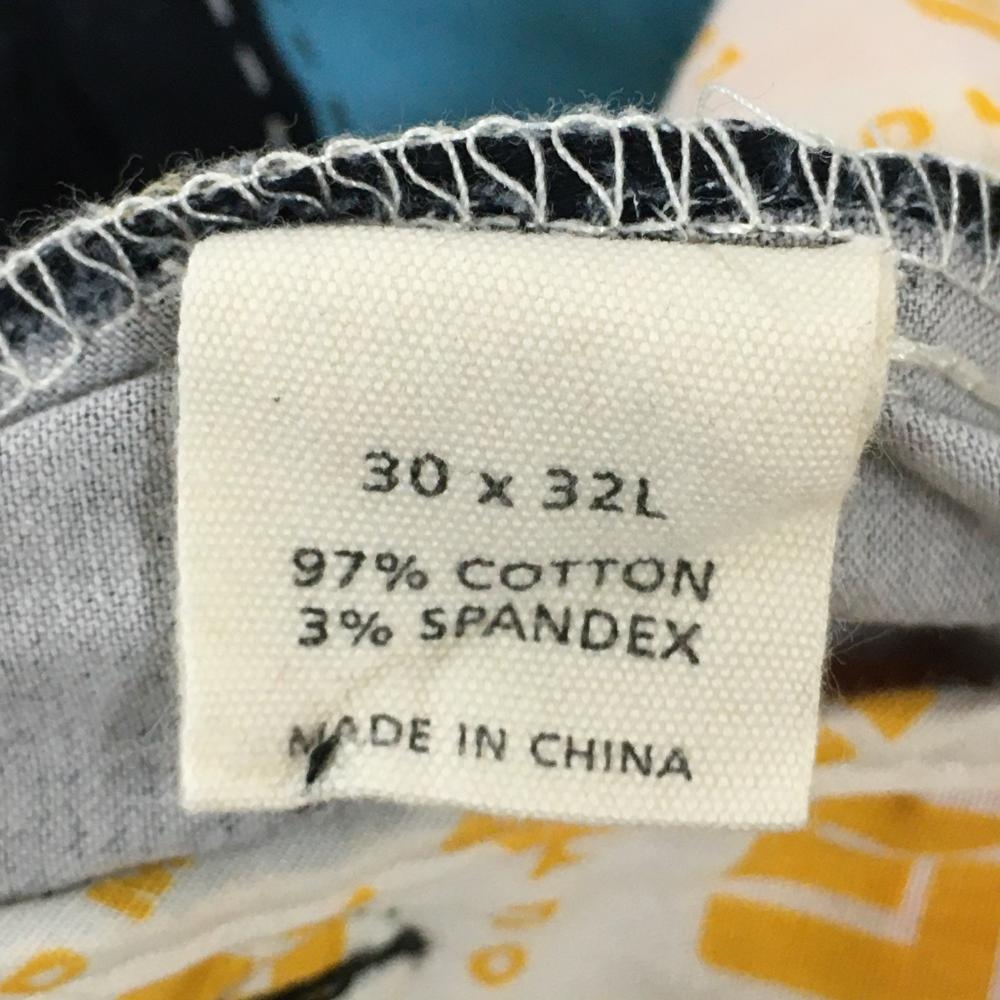 30 x 32L
97% COTTON
3% SPANDEX
MADE IN CHINA